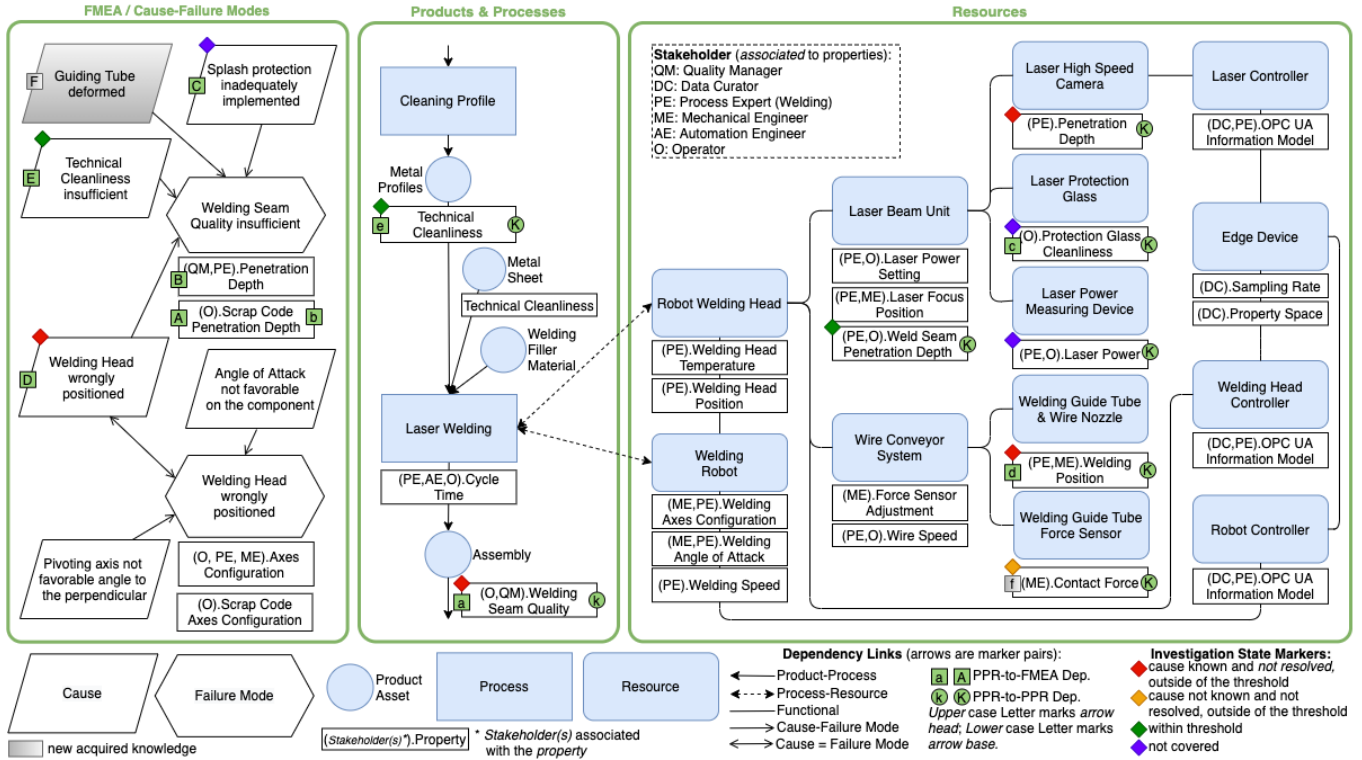 FMEA / Cause-Failure Modes
F
Guiding Tube
deformed
C
Splash protection
inadequately
implemented
E
Technical
Cleanliness
insufficient
Welding Seam
Quality insufficient
B
(QM,PE).Penetration
Depth
A
(O).Scrap Code
Penetration Depth
b
D
Welding Head
wrongly
positioned
Angle of Attack
not favorable
on the component
Welding Head
wrongly
positioned
Pivoting axis not
favorable angle to
the perpendicular
(O, PE, ME).Axes
Configuration
(O).Scrap Code
Axes Configuration
Products & Processes
Cleaning Profile
Metal
Profiles
e
Technical
Cleanliness
K
Metal
Sheet
Technical Cleanliness
Welding
Filler
Material
Laser Welding
(PE,AE,O).Cycle
Time
Assembly
a
(O,QM).Welding
Seam Quality
k
Resources
Stakeholder (associated to properties):
QM: Quality Manager
DC: Data Curator
PE: Process Expert (Welding)
ME: Mechanical Engineer
AE: Automation Engineer
O: Operator
Robot Welding Head
(PE).Welding Head
Temperature
(PE).Welding Head
Position
Welding
Robot
(ME,PE).Welding
Axes Configuration
(ME,PE).Welding
Angle of Attack
(PE).Welding Speed
Laser Beam Unit
(PE,O).Laser Power
Setting
(PE,ME).Laser Focus
Position
(PE,O).Weld Seam
Penetration Depth
K
Wire Conveyor
System
(ME).Force Sensor
Adjustment
(PE,O).Wire Speed
Laser High Speed
Camera
(PE).Penetration
Depth
K
Laser Protection
Glass
c
(O).Protection Glass
Cleanliness
K
Laser Power
Measuring Device
(PE,O).Laser Power
K
Welding Guide Tube
& Wire Nozzle
d
(PE,ME).Welding
Position
K
Welding Guide Tube
Force Sensor
f
(ME).Contact Force
K
Laser Controller
(DC,PE).OPC UA
Information Model
Edge Device
(DC).Sampling Rate
(DC).Property Space
Welding Head
Controller
(DC,PE).OPC UA
Information Model
Robot Controller
(DC,PE).OPC UA
Information Model
Cause
Failure Mode
Product
Asset
Process
Resource
new acquired knowledge
(Stakeholder(s)*).Property
* Stakeholder(s) associated
with the property
Dependency Links (arrows are marker pairs):
Product-Process
Process-Resource
Functional
Cause-Failure Mode
Cause = Failure Mode
a A PPR-to-FMEA Dep.
k K PPR-to-PPR Dep.
Upper case Letter marks arrow
head; Lower case Letter marks
arrow base.
Investigation State Markers:
cause known and not resolved,
outside of the threshold
cause not known and not
resolved, outside of the threshold
within threshold
not covered